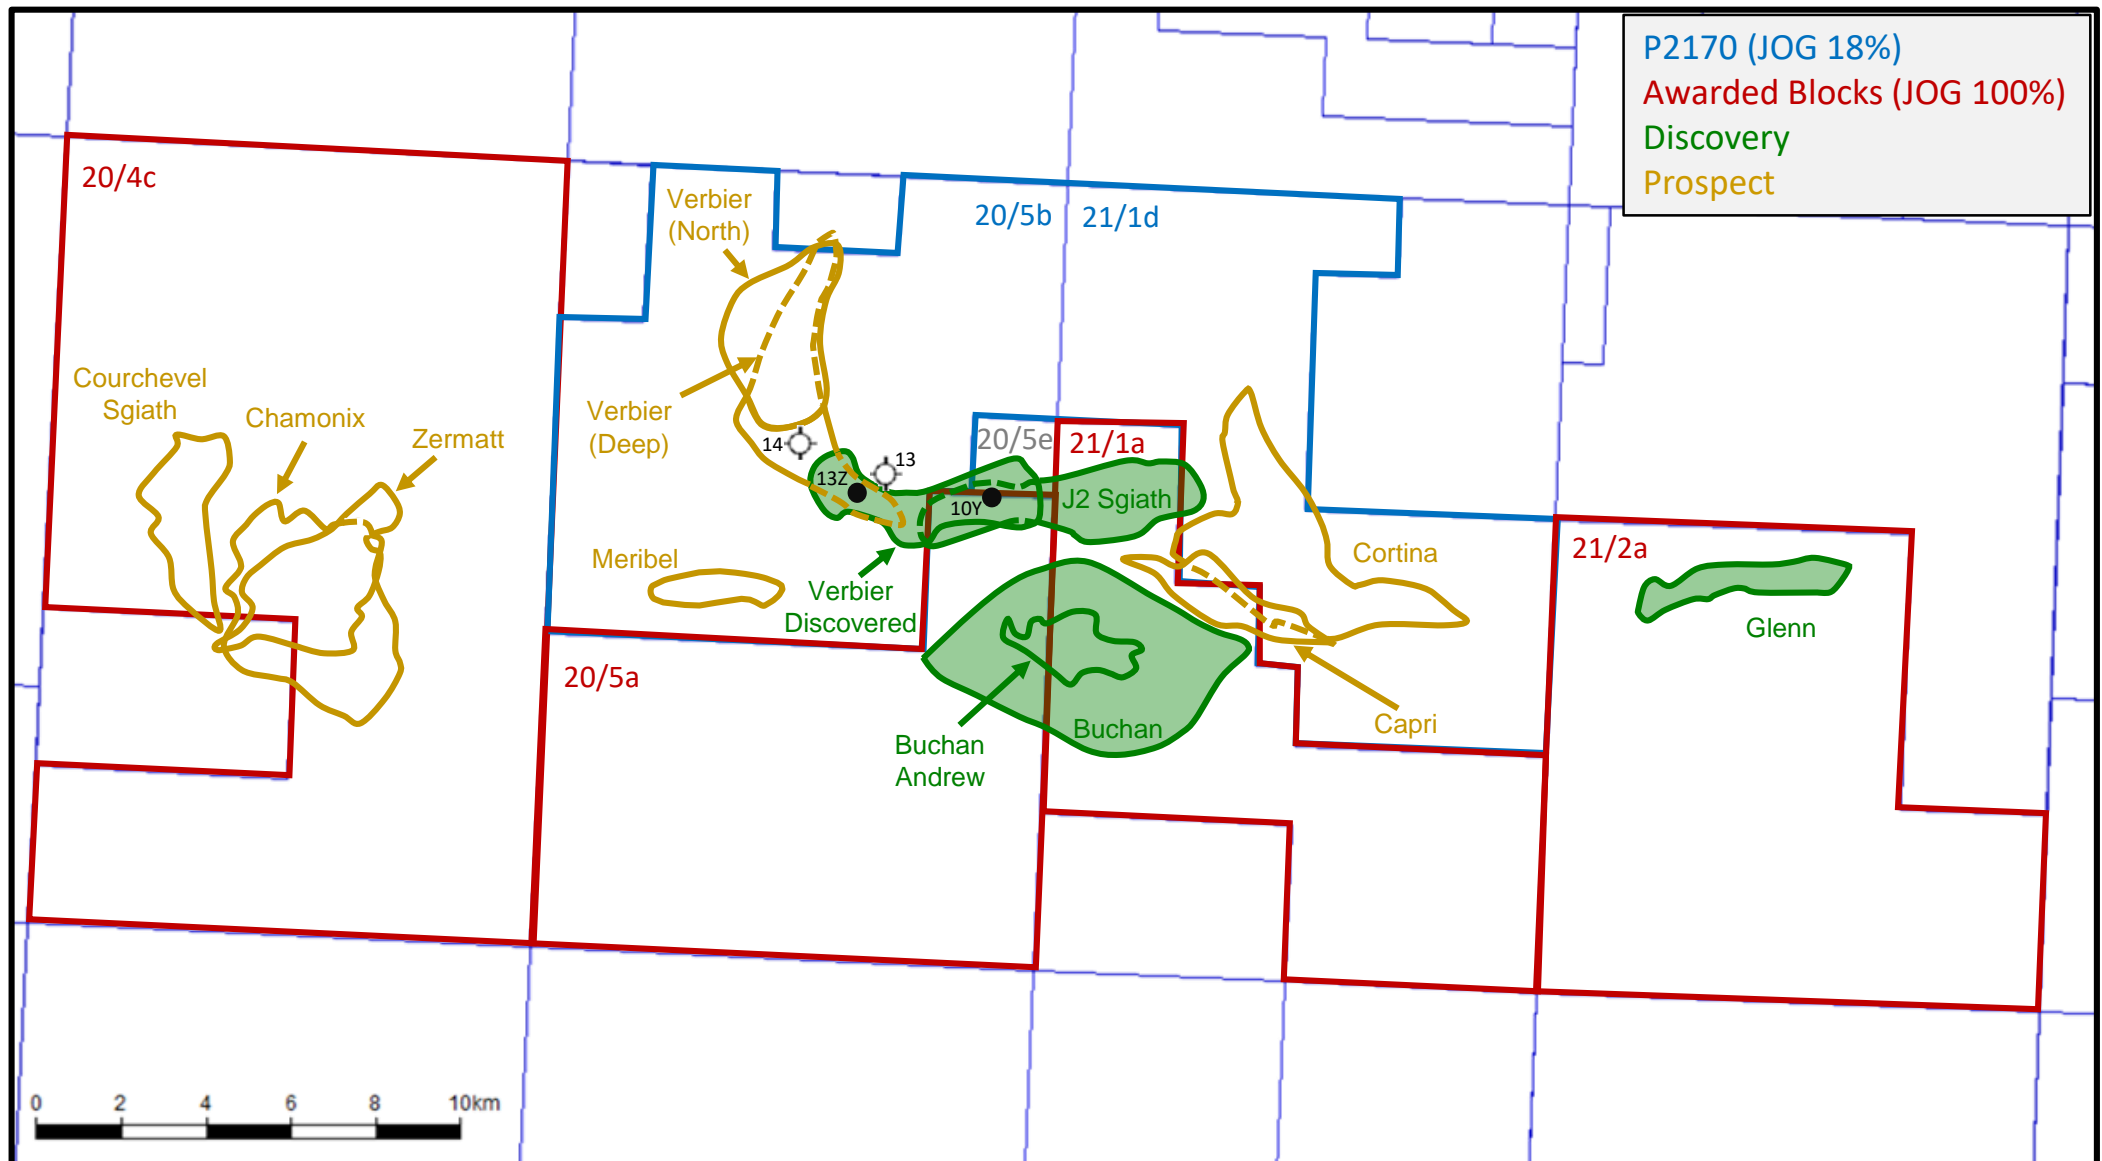 P2170 (JOG 18%)
Awarded Blocks (JOG 100%)
Discovery
Prospect
20/4c
Verbier
(North)
20/5b
21/1d
Courchevel
Sgiath
Chamonix
Zermatt
Verbier
(Deep)
14
13
13Z
20/5e
21/1a
10Y
J2 Sgiath
Meribel
Verbier
Discovered
Cortina
21/2a
Glenn
20/5a
Buchan
Andrew
Buchan
Capri
0 2 4 6 8 10km